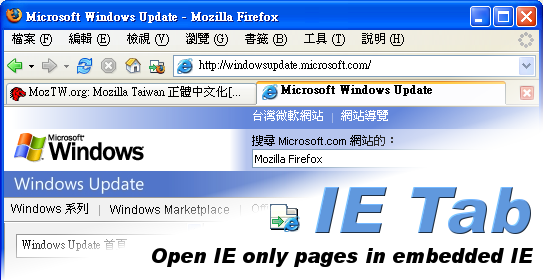 Microsoft Windows Update - Mozilla Firefox
檔案 (F) 編輯 (E) 檢視 (V) 瀏覽 (G) 書籤 (B) 工具 (T) 說明 (H)
http://windowsupdate.microsoft.com/
MozTW.org: Mozilla Taiwan 正體中文化[...
Microsoft Windows Update
台灣微軟網站 | 網站導覽
Microsoft
Windows
搜尋 Microsoft.com 網站的：
Mozilla Firefox
Windows Update
Windows 系列 | Windows Marketplace | Off
Windows Update 首頁
IE Tab
Open IE only pages in embedded IE